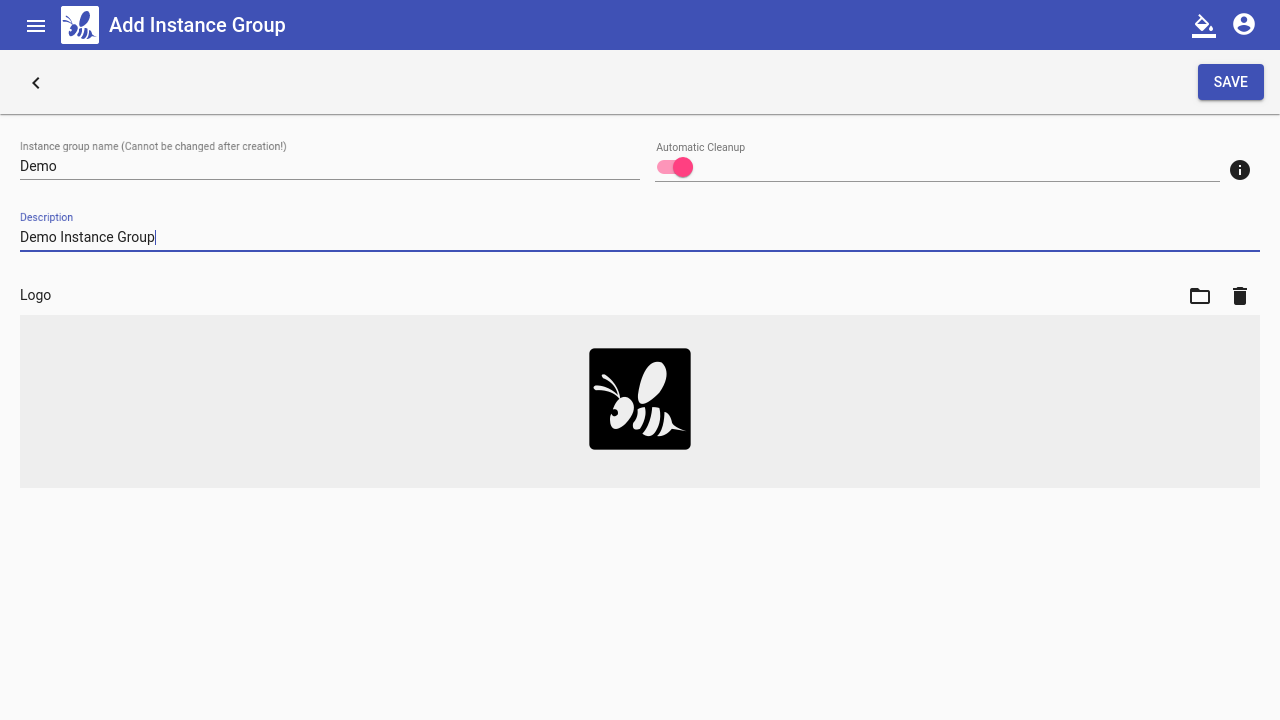 Add Instance Group
SAVE
Instance group name (Cannot be changed after creation!)
Demo
Automatic Cleanup
Description
Demo Instance Group
Logo